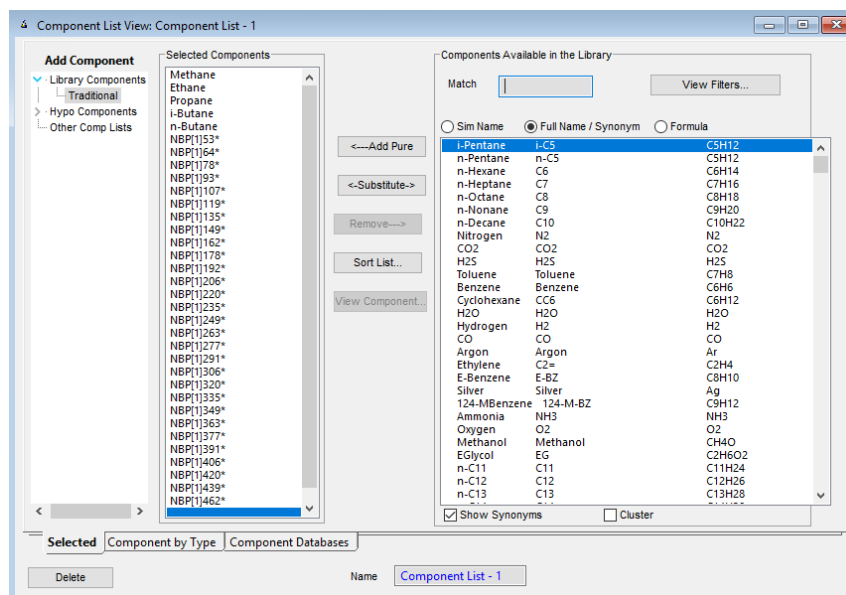 Component List View: Component List - 1
Add Component
Library Components
Traditional
Hypo Components
Other Comp Lists
Selected Components
Methane
Ethane
Propane
i-Butane
n-Butane
NBP[1]53*
NBP[1]64*
NBP[1]78*
NBP[1]93*
NBP[1]107*
NBP[1]119*
NBP[1]135*
NBP[1]149*
NBP[1]162*
NBP[1]178*
NBP[1]192*
NBP[1]206*
NBP[1]220*
NBP[1]235*
NBP[1]249*
NBP[1]263*
NBP[1]277*
NBP[1]291*
NBP[1]306*
NBP[1]320*
NBP[1]335*
NBP[1]349*
NBP[1]363*
NBP[1]377*
NBP[1]391*
NBP[1]406*
NBP[1]420*
NBP[1]439*
NBP[1]462*
<---Add Pure
<-Substitute->
Remove--->
Sort List...
View Component...
Components Available in the Library
Match
View Filters...
Sim Name Full Name / Synonym Formula
i-Pentane i-C5 C5H12
n-Pentane n-C5 C5H12
n-Hexane C6 C6H14
n-Heptane C7 C7H16
n-Octane C8 C8H18
n-Nonane C9 C9H20
n-Decane C10 C10H22
Nitrogen N2 N2
CO2 CO2 CO2
H2S H2S H2S
Toluene Toluene C7H8
Benzene Benzene C6H6
Cyclohexane CC6 C6H12
H2O H2O H2O
Hydrogen H2 H2
CO CO CO
Argon Argon Ar
Ethylene C2= C2H4
E-Benzene E-BZ C8H10
Silver Silver Ag
124-MBenzene 124-M-BZ C9H12
Ammonia NH3 NH3
Oxygen O2 O2
Methanol Methanol CH4O
EGlycol EG C2H6O2
n-C11 C11 C11H24
n-C12 C12 C12H26
n-C13 C13 C13H28
Show Synonyms Cluster
Selected Component by Type Component Databases
Delete
Name Component List - 1